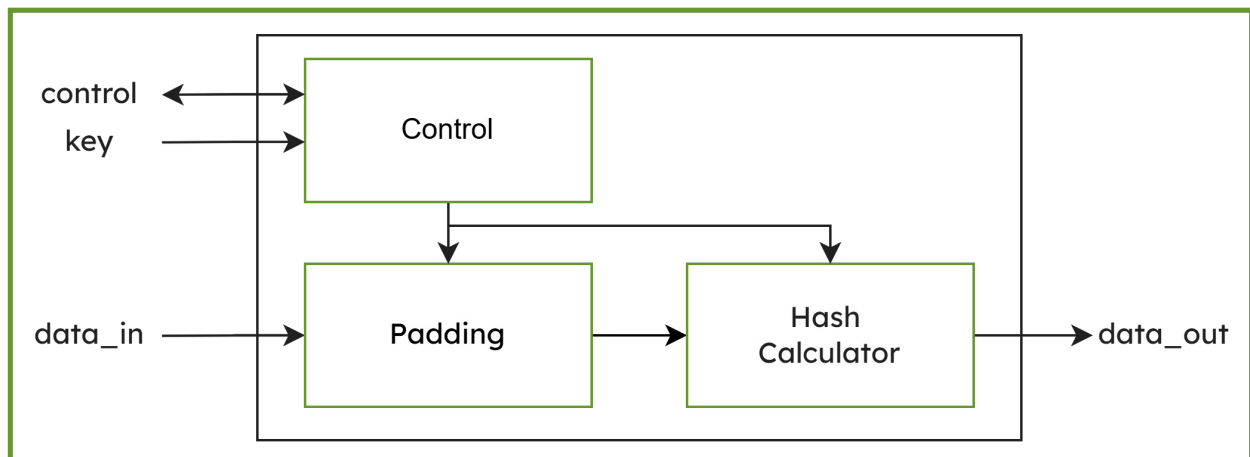 control
key
Control
data_in
Padding
Hash
Calculator
data_out